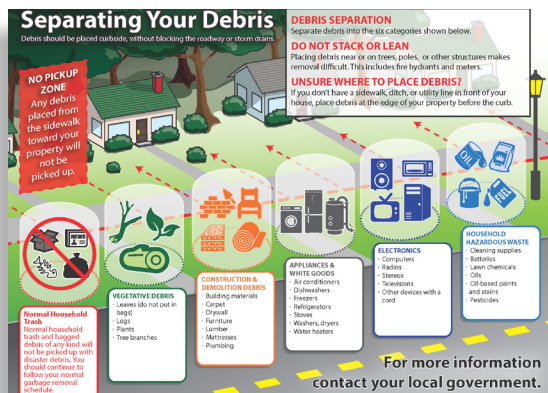 Separating Your Debris
Debris should be placed curbside, without blocking the roadway or storm drains.
DEBRIS SEPARATION
Separate debris into the six categories shown below.
DO NOT STACK OR LEAN
Placing debris near or on trees, poles, or other structures makes
removal difficult. This includes fire hydrants and meters.
UNSURE WHERE TO PLACE DEBRIS?
If you don't have a sidewalk, ditch, or utility line in front of your
house, place debris at the edge of your property before the curb.
NO PICKUP
ZONE
Any debris
placed from
the sidewalk
toward your
property will
not be
picked up.
NEWS
OIL
FUEL
Normal Household
Trash
Normal household
trash and bagged
debris of any kind will
not be picked up with
disaster debris. You
should continue to
follow your normal
garbage removal
schedule.
VEGETATIVE DEBRIS
· Leaves (do not put in
bags)
· Logs
· Plants
· Tree branches
CONSTRUCTION &
DEMOLITION DEBRIS
· Building materials
· Carpet
· Drywall
· Furniture
· Lumber
· Mattresses
· Plumbing
APPLIANCES &
WHITE GOODS
· Air conditioners
· Dishwashers
· Freezers
· Refrigerators
· Stoves
· Washers, dryers
· Water heaters
ELECTRONICS
· Computers
· Radios
· Stereos
· Televisions
· Other devices with a
cord
HOUSEHOLD
HAZARDOUS WASTE
· Cleaning supplies
· Batteries
· Lawn chemicals
· Oils
· Oil-based paints
and stains
· Pesticides
For more information
contact your local government.